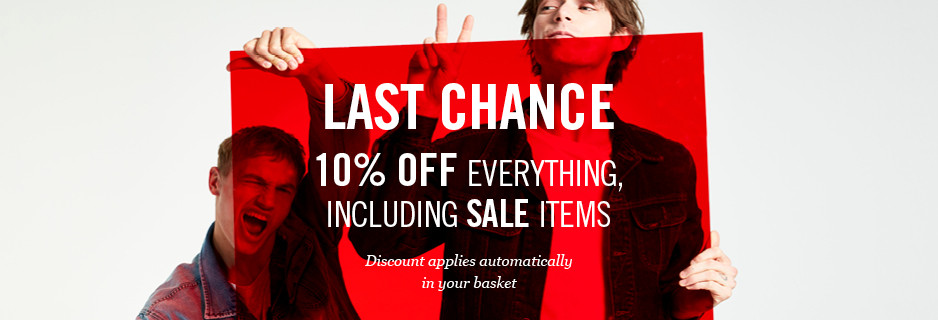 LAST CHANCE
10% OFF EVERYTHING,
INCLUDING SALE ITEMS
Discount applies automatically
in your basket